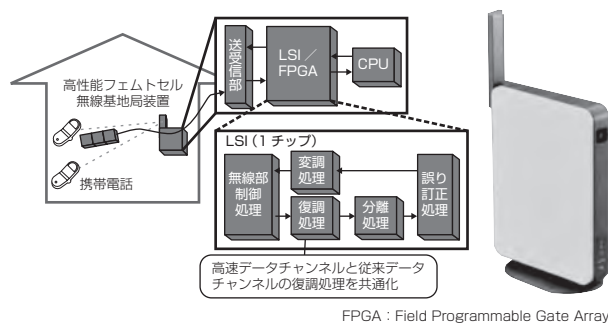 高性能フェムトセル
無線基地局装置
携帯電話
送受信部
LSI／
FPGA
CPU
LSI（1 チップ）
無線部
制御
処理
変調
処理
復調
処理
分離
処理
誤り
訂正
処理
高速データチャンネルと従来データ
チャンネルの復調処理を共通化
FPGA：Field Programmable Gate Array